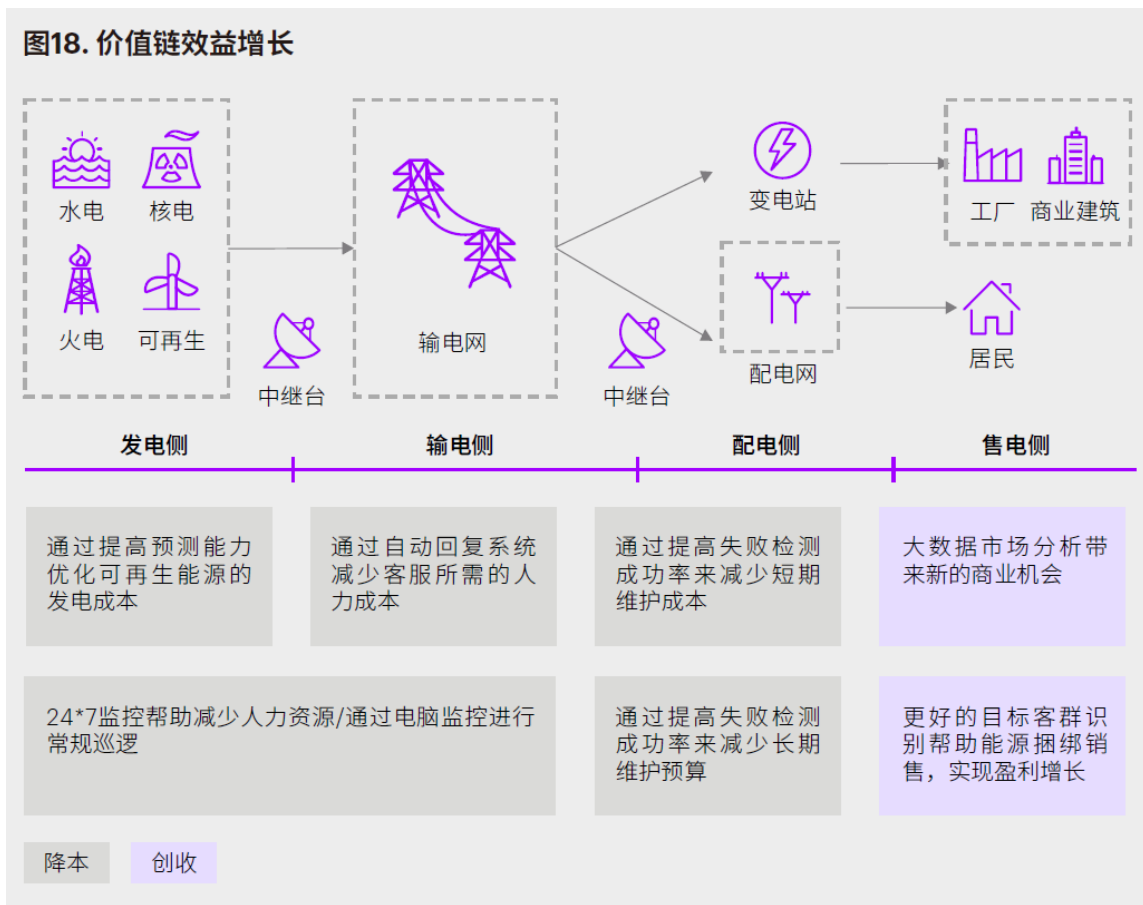 图18. 价值链效益增长
水电
核电
火电
可再生
中继台
输电网
中继台
变电站
配电网
工厂
商业建筑
居民
发电侧
输电侧
配电侧
售电侧
通过提高预测能力
优化可再生能源的
发电成本
通过自动回复系统
减少客服所需的人
力成本
通过提高失败检测
成功率来减少短期
维护成本
大数据市场分析带
来新的商业机会
24*7监控帮助减少人力资源/通过电脑监控进行
常规巡逻
通过提高失败检测
成功率来减少长期
维护预算
更好的目标客群识
别帮助能源捆绑销
售，实现盈利增长
降本
创收